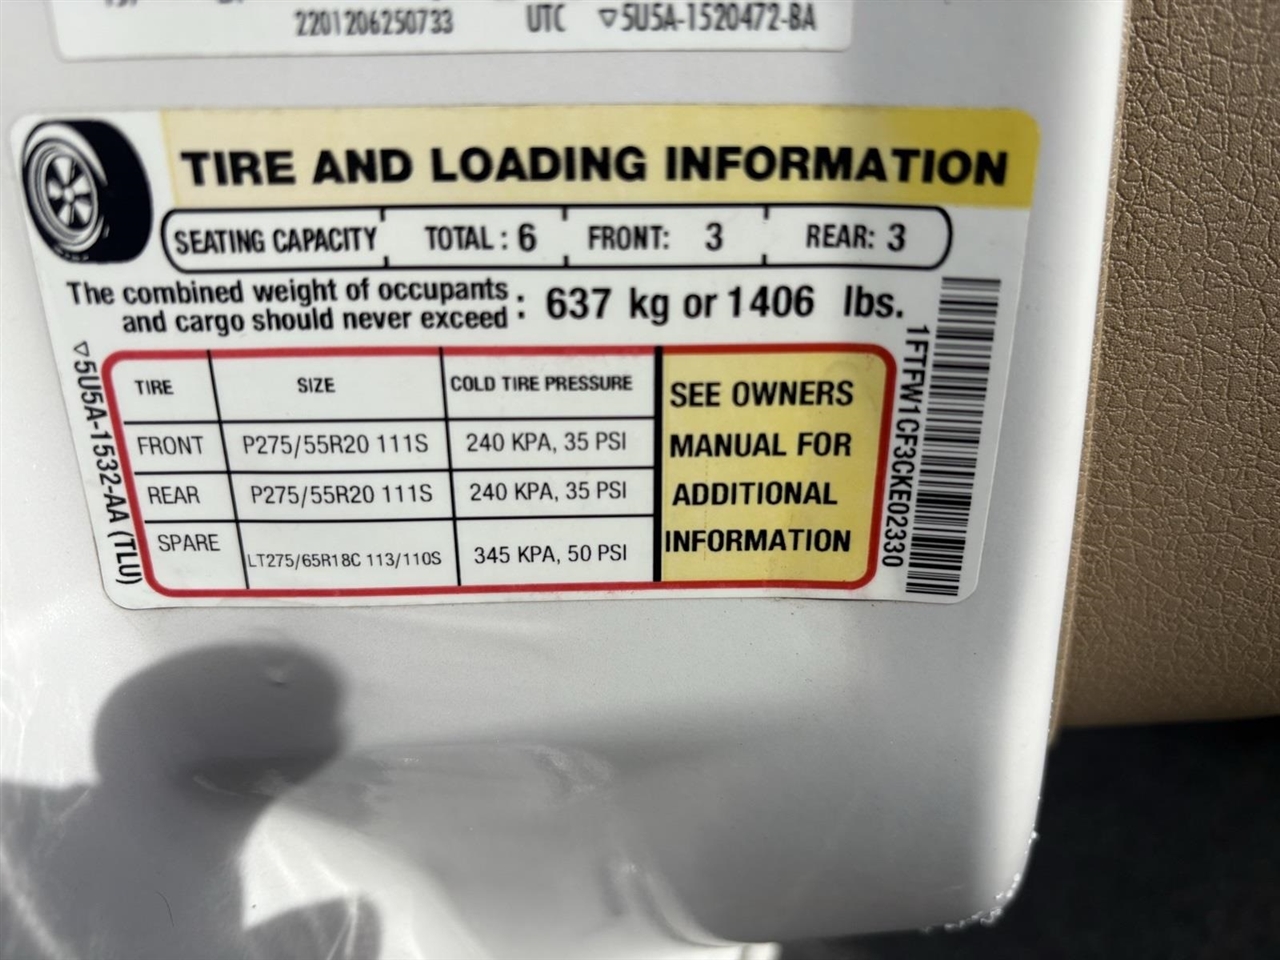 2201206250733 UTC ▽5U5A-1520472-BA
TIRE AND LOADING INFORMATION
SEATING CAPACITY TOTAL : 6 FRONT: 3 REAR: 3
The combined weight of occupants
and cargo should never exceed : 637 kg or 1406 lbs.
TIRE SIZE COLD TIRE PRESSURE
FRONT P275/55R20 111S 240 KPA, 35 PSI
REAR P275/55R20 111S 240 KPA, 35 PSI
SPARE LT275/65R18C 113/110S 345 KPA, 50 PSI
SEE OWNERS
MANUAL FOR
ADDITIONAL
INFORMATION
▽5U5A-1532-AA (TLU)
1FTFW1CF3CKE02330